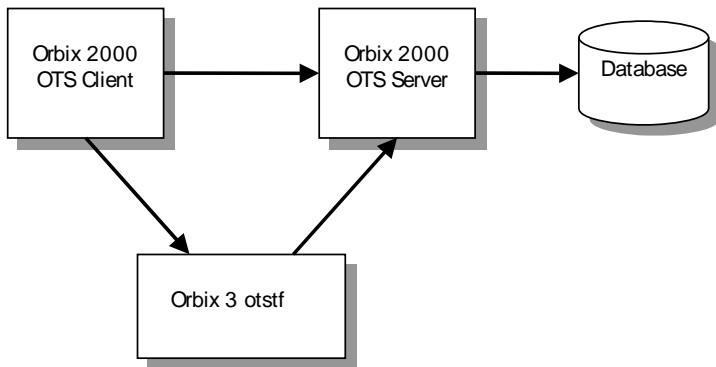 Orbix 2000
OTS Client
Orbix 2000
OTS Server
Database
Orbix 3 otstf